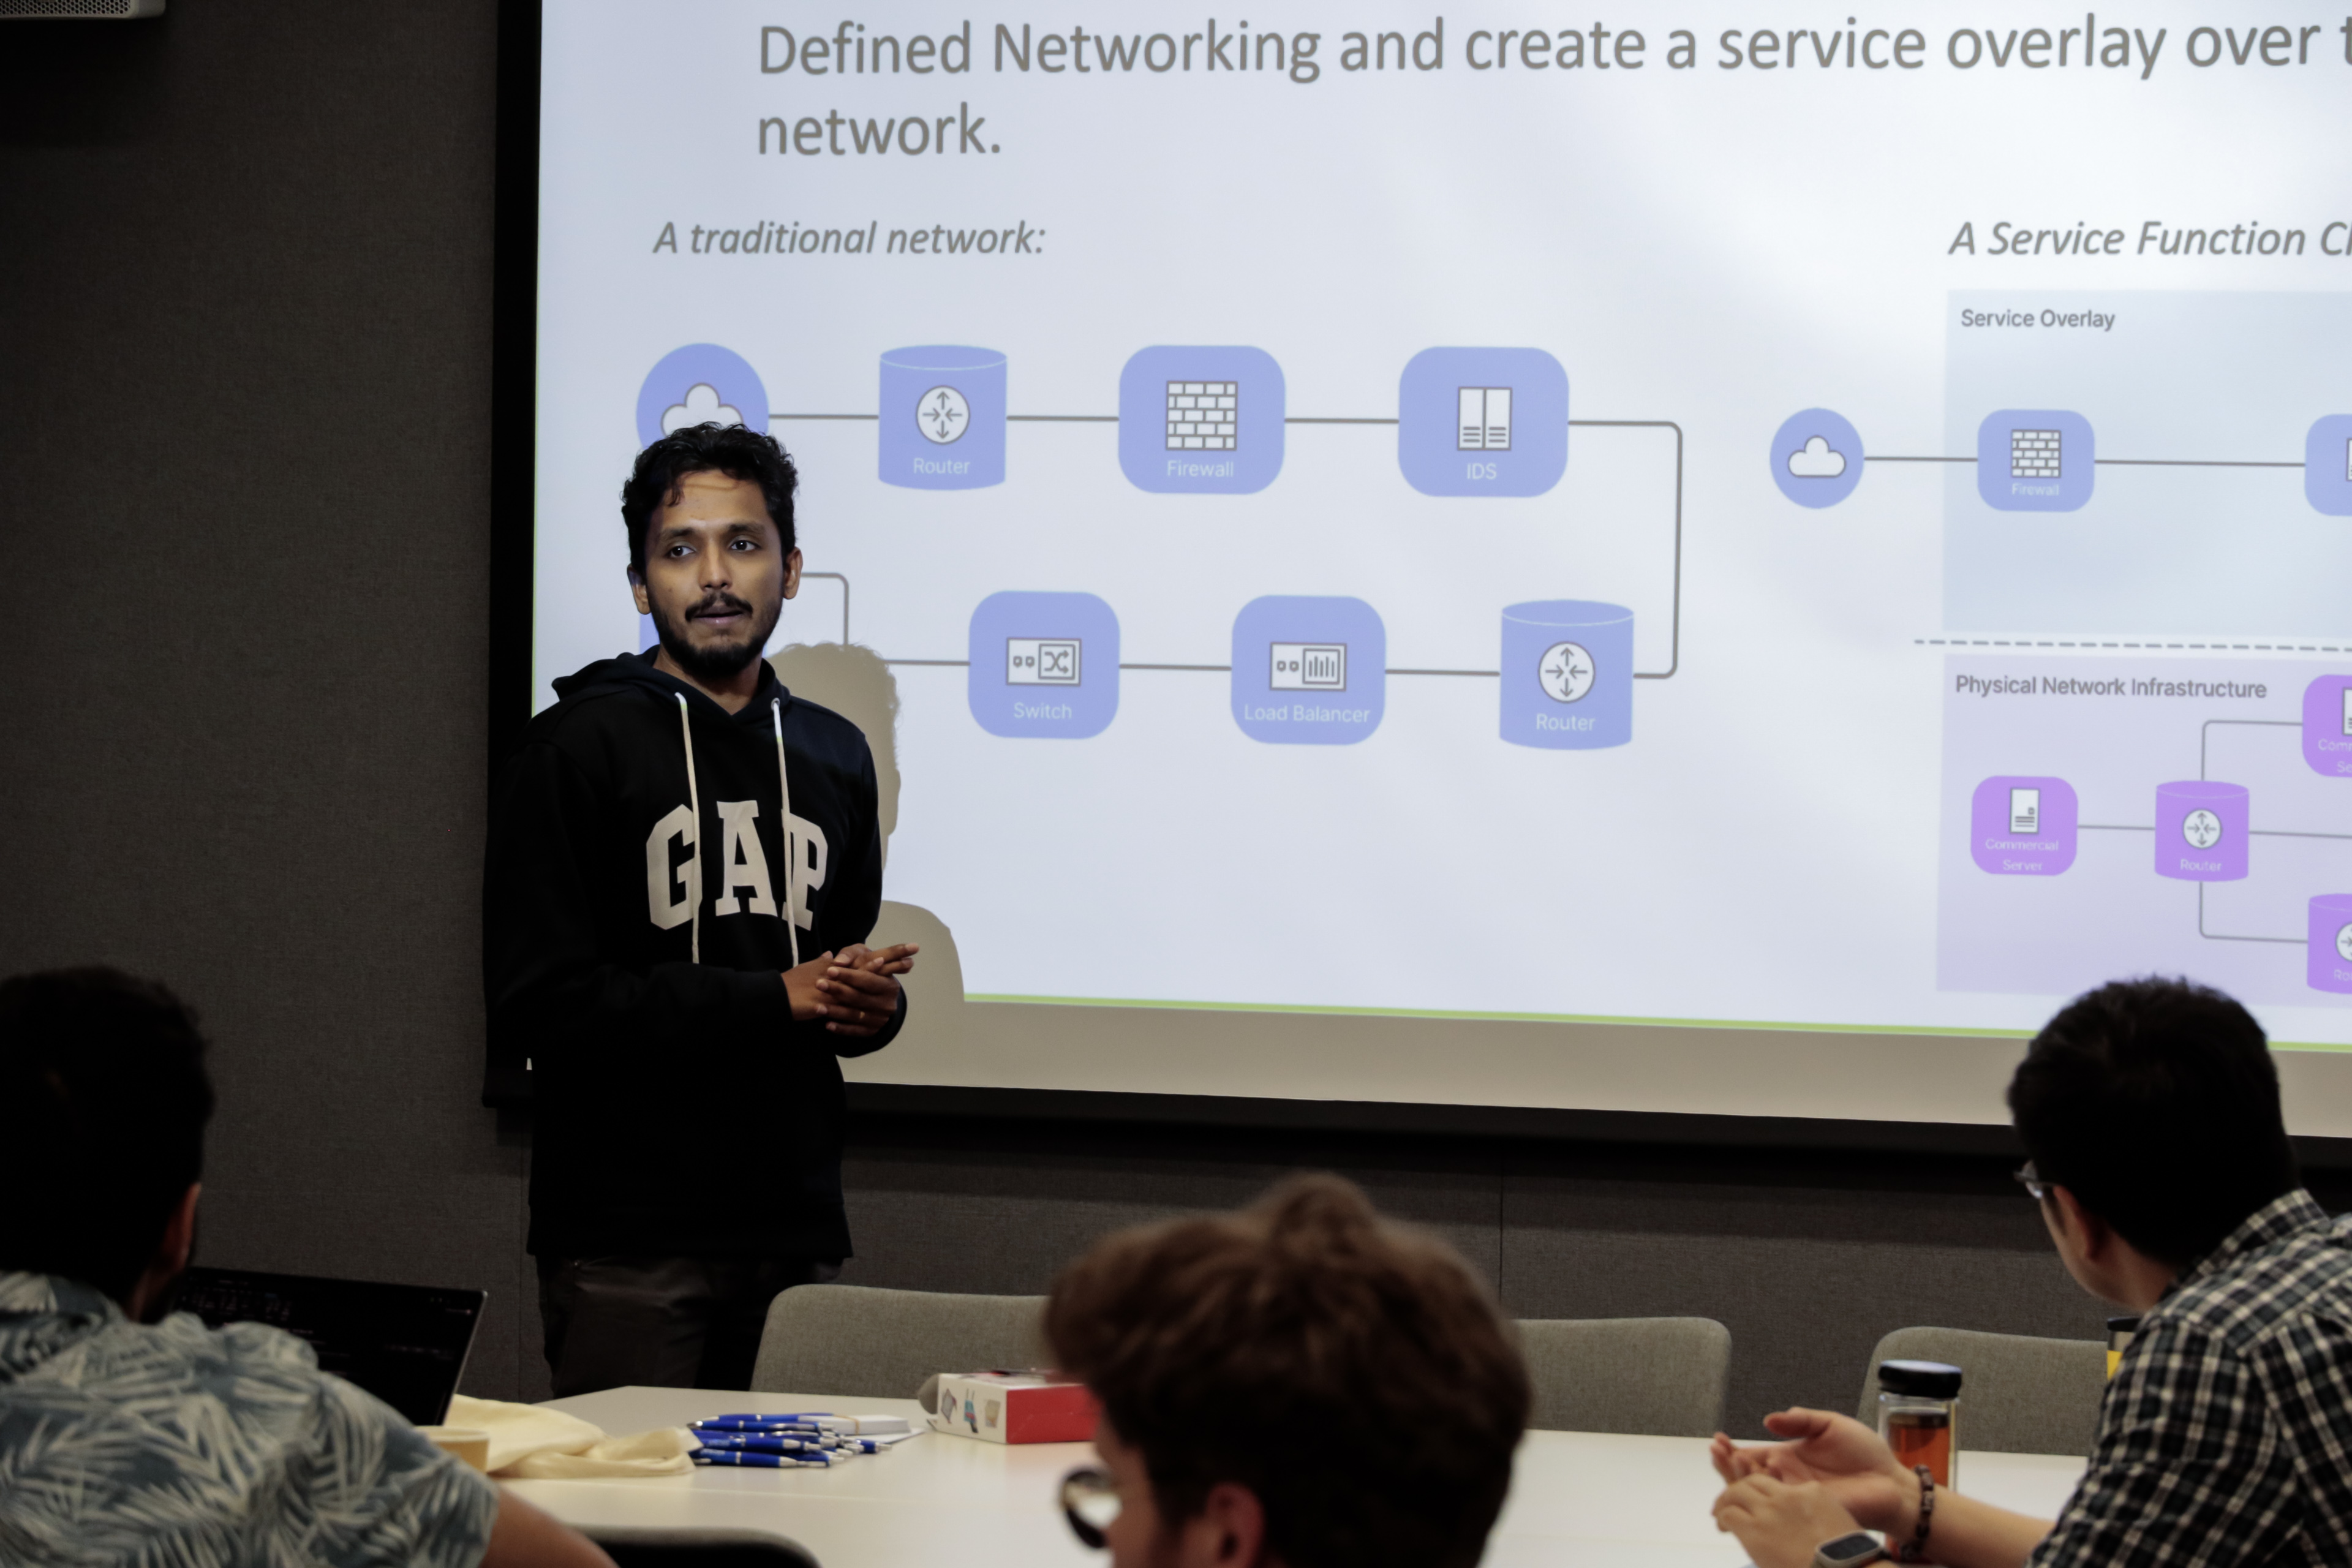 Defined Networking and create a service overlay over
network.
A traditional network:
A Service Function
Service Overlay
Router
Firewall
IDS
Firewall
Switch
Load Balancer
Router
Physical Network Infrastructure
Commercial
Server
Router
GAP